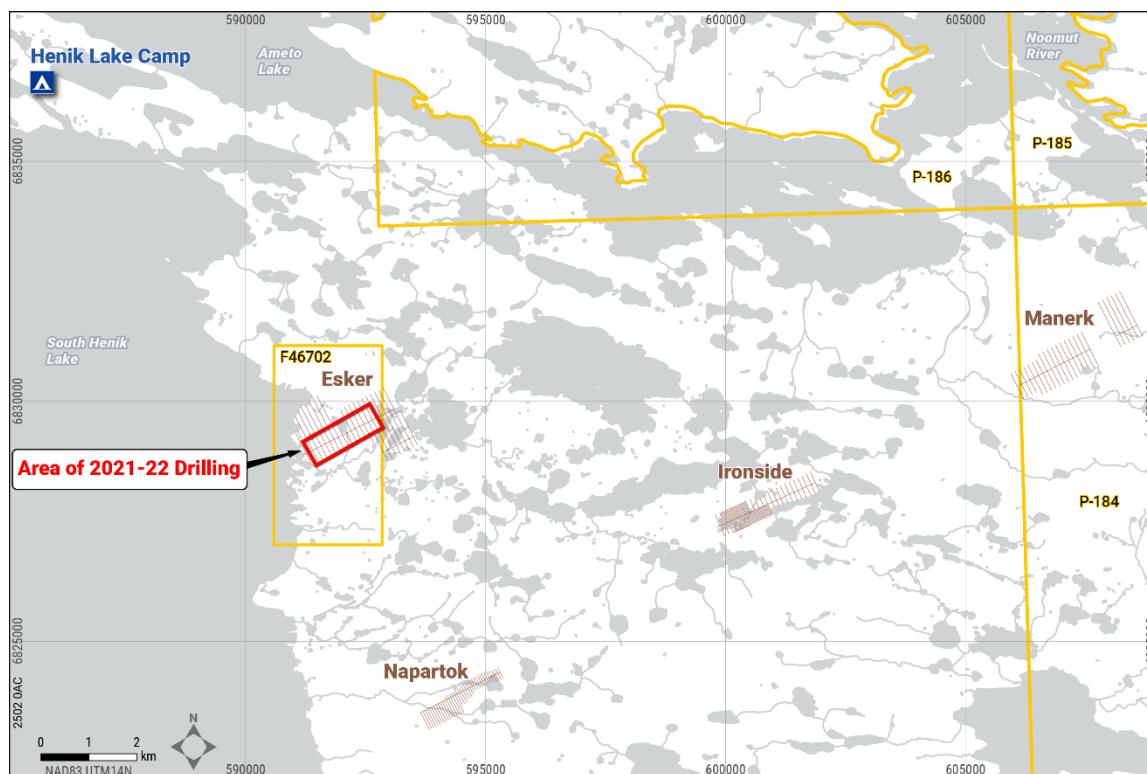 590000
595000
600000
605000
Henik Lake Camp
Ameto
Lake
Noomut
River
6835000
P-185
P-186
South Henik
Lake
Manerk
F46702
Esker
6830000
Area of 2021-22 Drilling
Ironside
P-184
6825000
Napartok
2502 0AC
N
0 1 2
km
NAD83 UTM14N
590000
595000
600000
605000